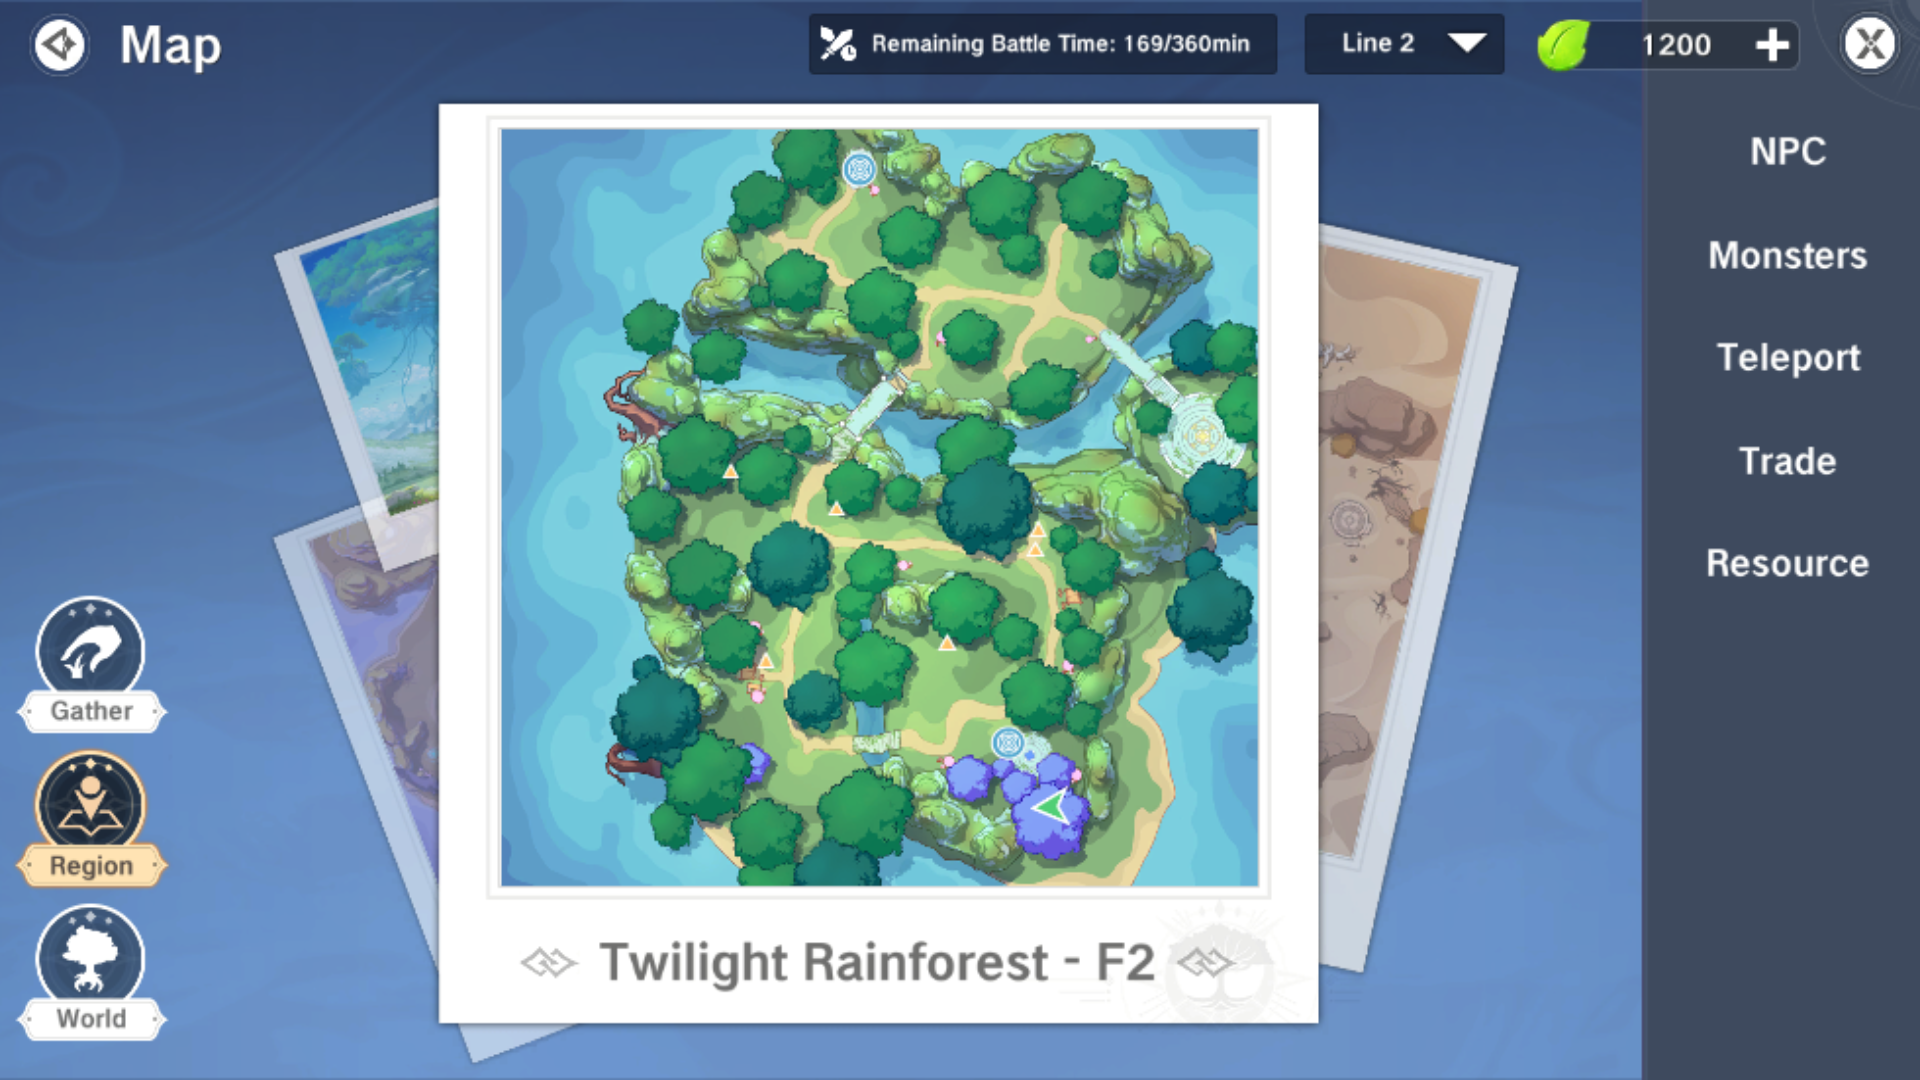 Map
Remaining Battle Time: 169/360min
Line 2
1200
NPC
Monsters
Teleport
Trade
Resource
Gather
Region
World
Twilight Rainforest - F2